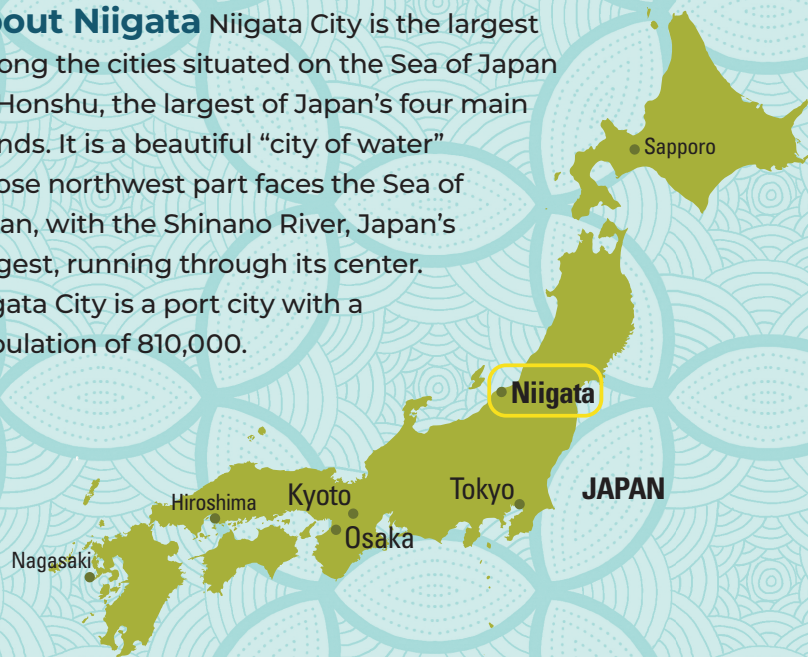 bout Niigata Niigata City is the largest
ong the cities situated on the Sea of Japan
Honshu, the largest of Japan’s four main
nds. It is a beautiful “city of water”
ose northwest part faces the Sea of
an, with the Shinano River, Japan’s
gest, running through its center.
gata City is a port city with a
pulation of 810,000.
Sapporo
Niigata
Tokyo
JAPAN
Kyoto
Hiroshima
Osaka
Nagasaki